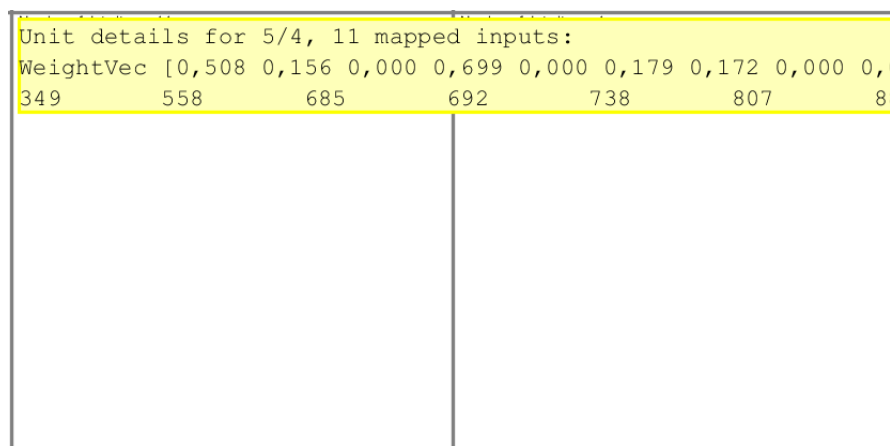 Unit details for 5/4, 11 mapped inputs:
WeightVec [0,508 0,156 0,000 0,699 0,000 0,179 0,172 0,000 0,
349 558 685 692 738 807